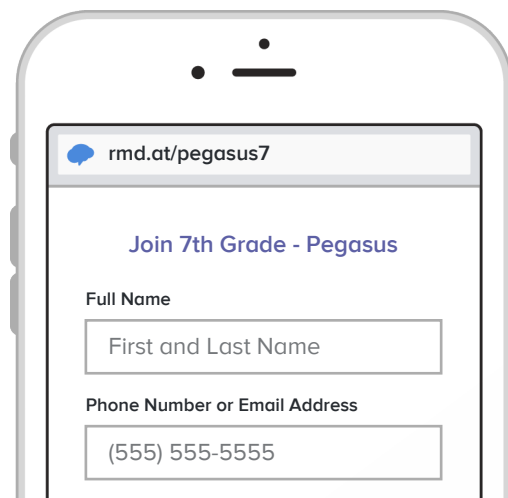 rmd.at/pegasus7
Join 7th Grade - Pegasus
Full Name
First and Last Name
Phone Number or Email Address
(555) 555-5555